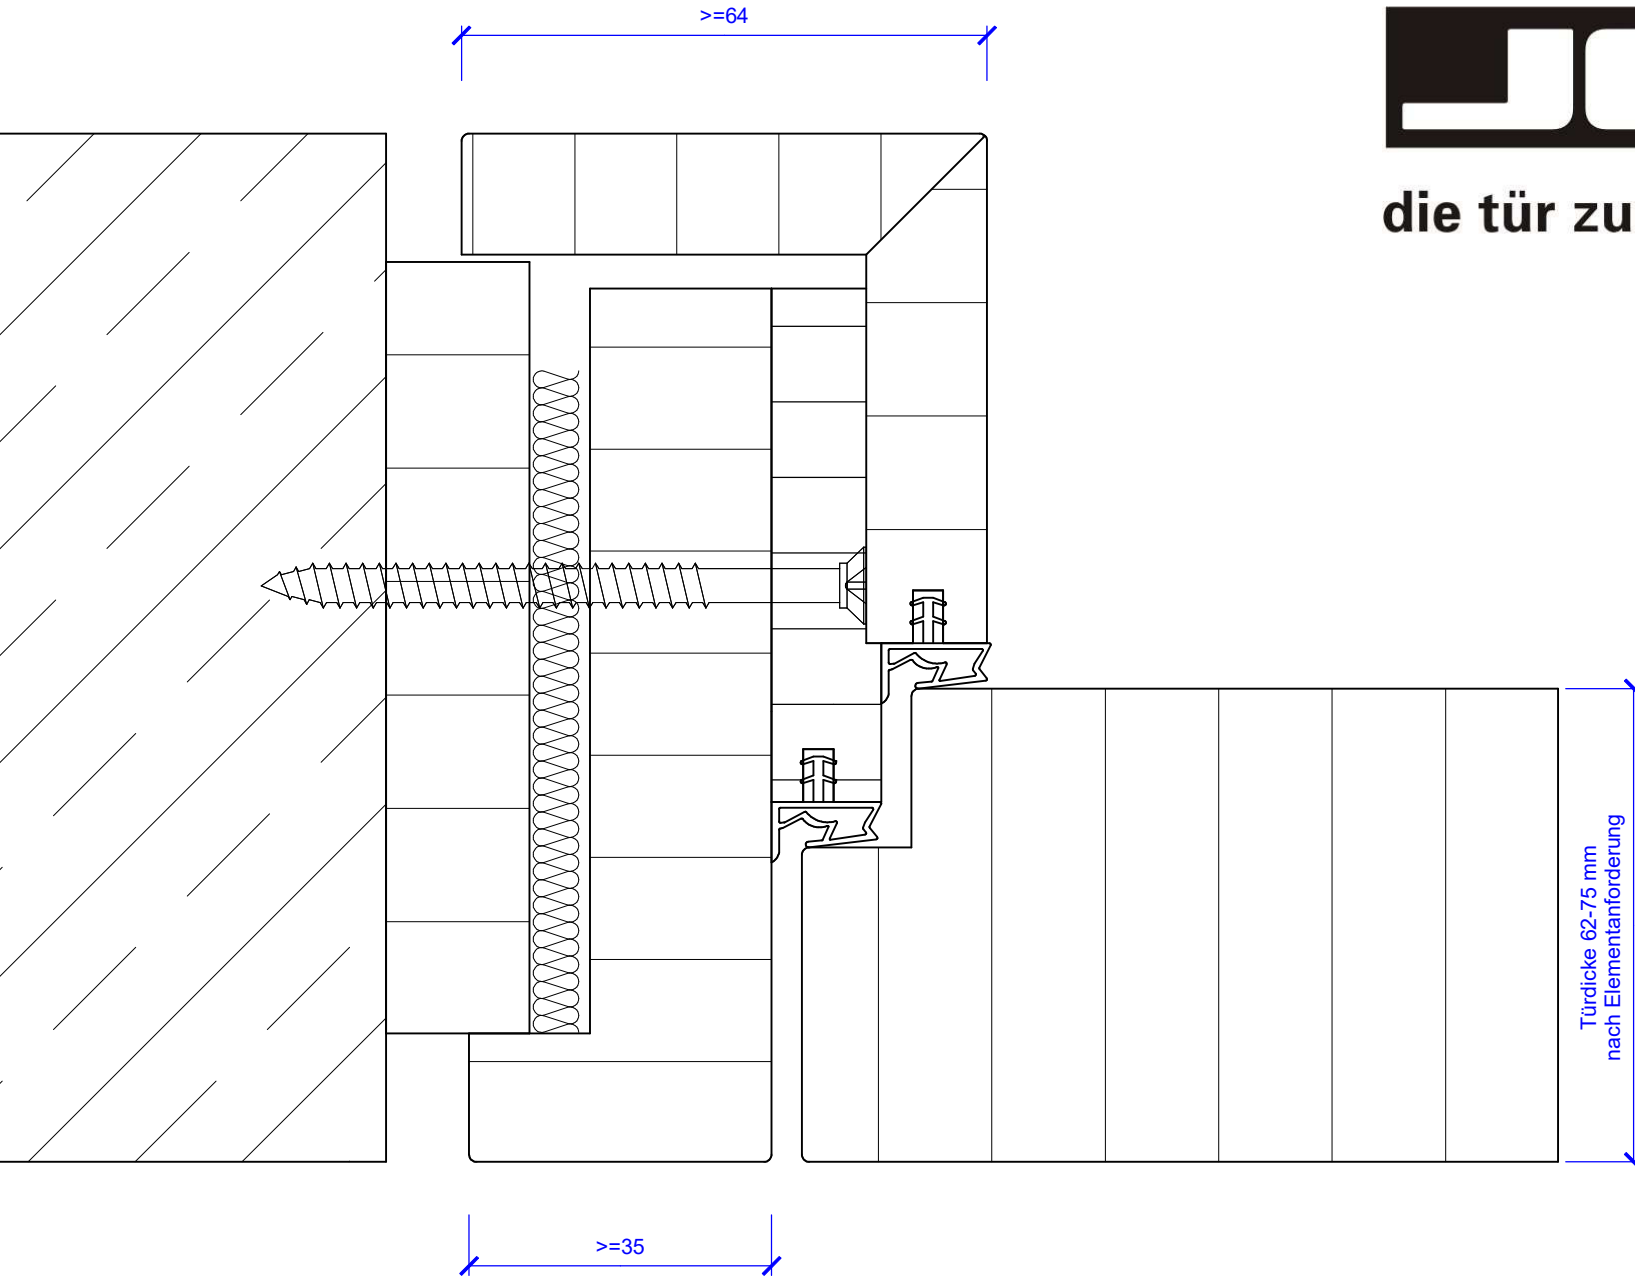 >=64
die tür zu
Türdicke 62-75 mm
nach Elementanforderung
>=35